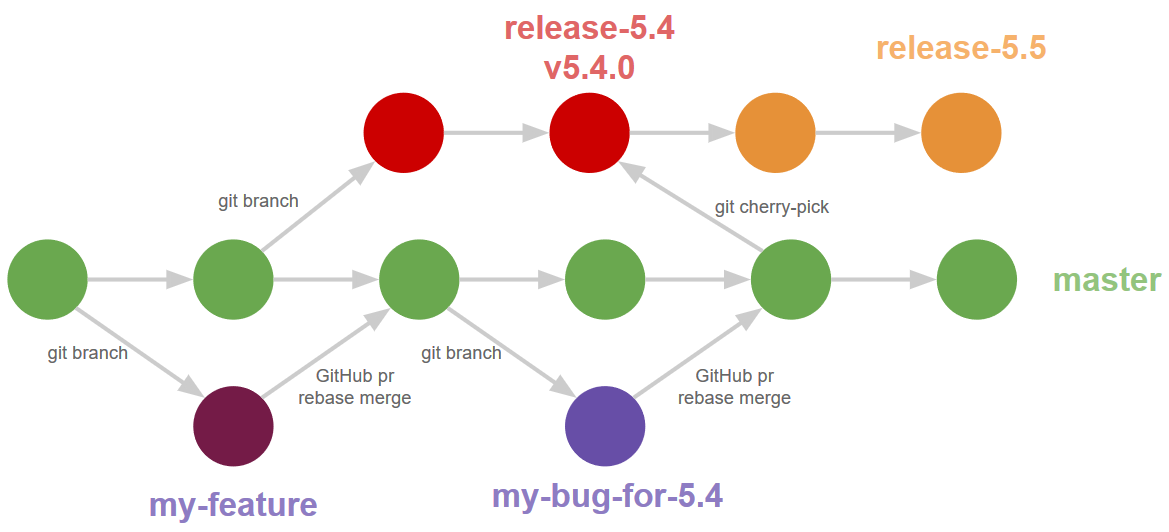 release-5.4
v5.4.0
release-5.5
git branch
git cherry-pick
master
git branch
GitHub pr
rebase merge
git branch
GitHub pr
rebase merge
my-feature
my-bug-for-5.4